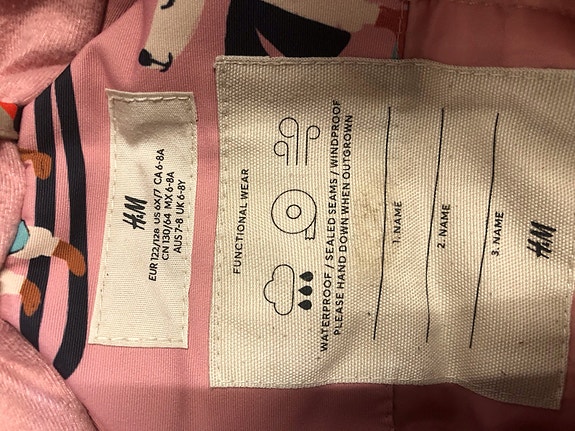 H&M
EUR 122/128 US 6X/7 CA 6-8A
CN 130/64 MX 6-8A
AUS 7-8 UK 6-8Y
FUNCTIONAL WEAR
WATERPROOF / SEALED SEAMS / WINDPROOF
PLEASE HAND DOWN WHEN OUTGROWN
1. NAME
2. NAME
3. NAME
H&M